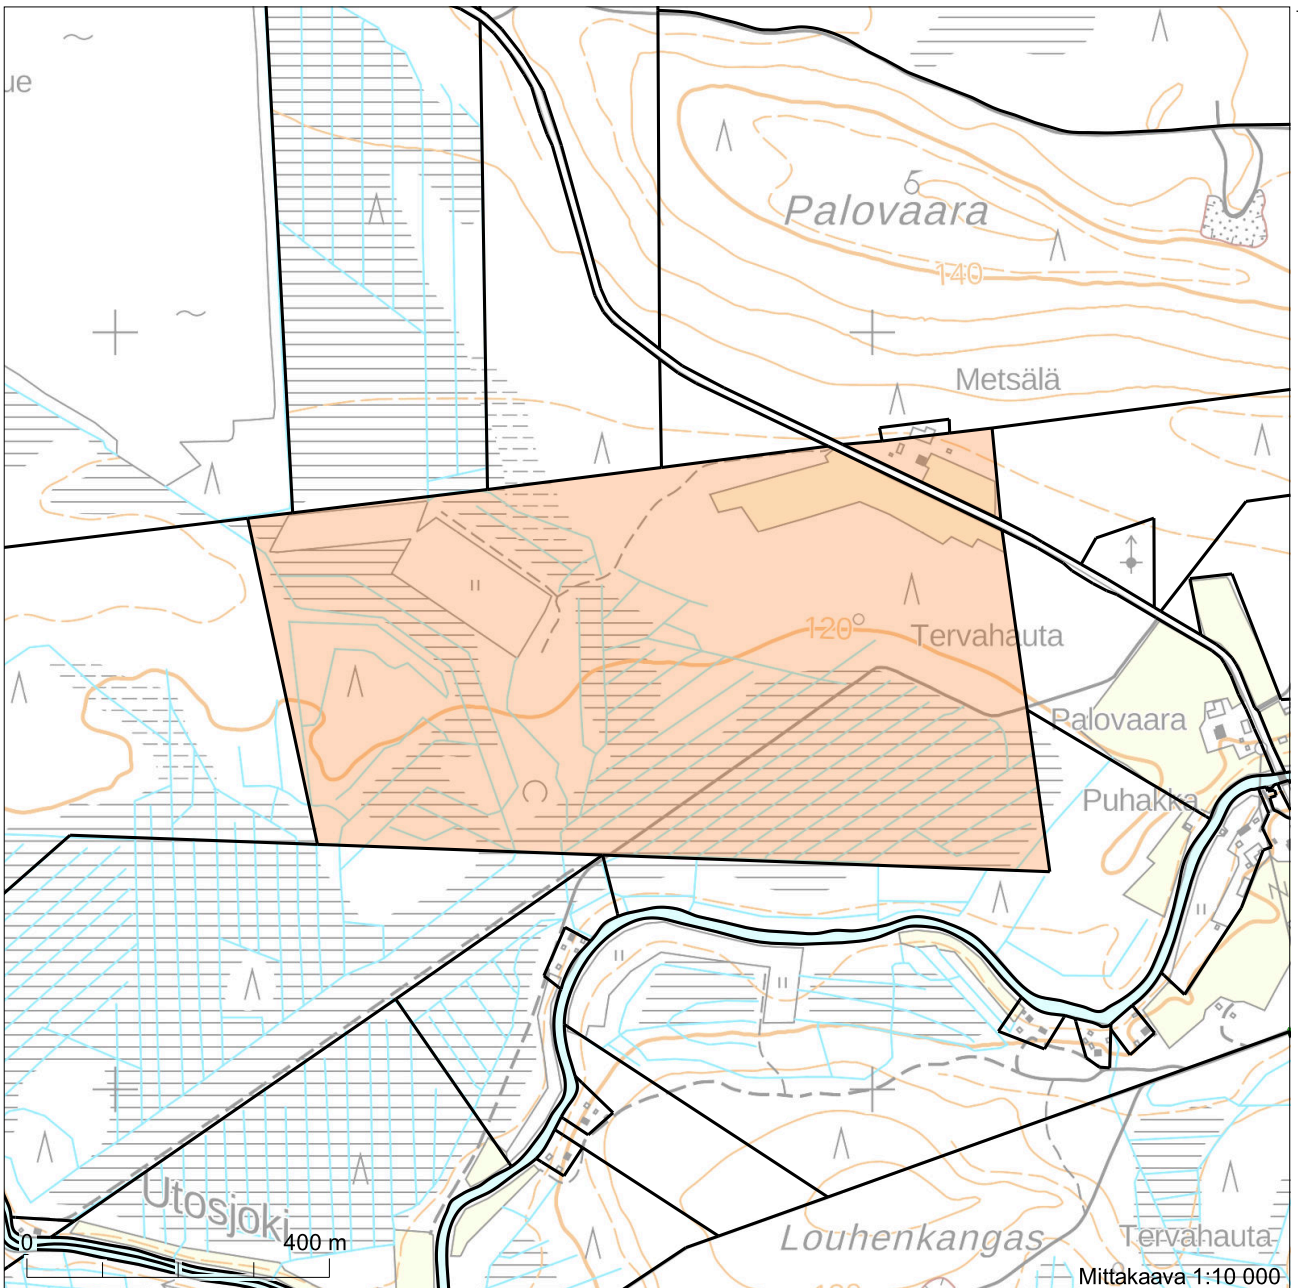 ue
Palovaara
140
Metsälä
120
Tervahauta
Palovaara
Puhakka
Utosjoki
0
400 m
Louhenkangas
Tervahauta
Mittakaava 1:10 000